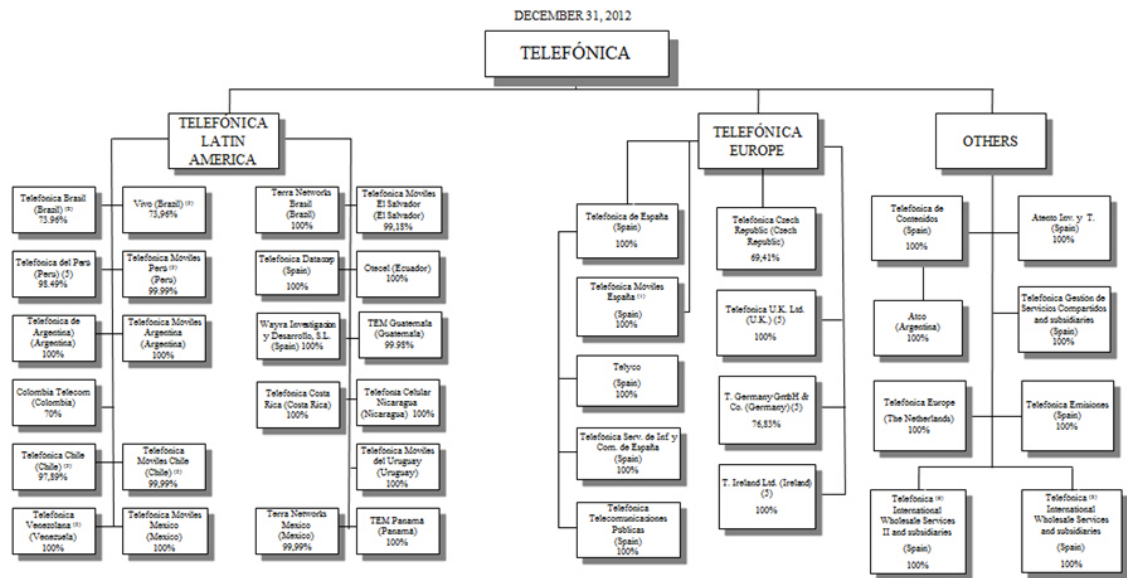 DECEMBER 31, 2012
TELEFÓNICA
TELEFÓNICA
LATIN
AMERICA
TELEFÓNICA
EUROPE
OTHERS
Telefónica Brasil
(Brazil) (2)
73.96%
Vivo (Brazil) (2)
73,96%
Telefónica del Perú
(Peru) (5)
98.49%
Telefónica Móviles
Perú (2)
(Peru)
99.99%
Telefónica de
Argentina)
(Argentina)
100%
Telefónica Móviles
Argentina
(Argentina)
100%
Colombia Telecom
(Colombia)
70%
Telefónica Chile
(Chile) (2)
97,89%
Telefónica
Moviles Chile
(Chile) (2)
99,99%
Telefónica
Venezolana (2)
(Venezuela)
100%
Telefónica Móviles
Mexico
(Mexico)
100%
Terra Networks
Brasil
(Brazil)
100%
Telefónica Móviles
El Salvador
(El Salvador)
99,18%
Telefónica Datacorp
(Spain)
100%
Otecel (Ecuador)
100%
Wayra Investigacion
y Desarrollo, S.L.
(Spain) 100%
TEM Guatemala
(Guatemala)
99.98%
Telefónica Costa
Rica (Costa Rica)
100%
Telefonia Celular
Nicaragua
(Nicaragua) 100%
Telefónica Móviles
del Uruguay
(Uruguay)
100%
Terra Networks
Mexico
(Mexico)
99,99%
TEM Panamá
(Panamá)
100%
Telefónica de España
(Spain)
100%
Telefónica Móviles
España (1)
(Spain)
100%
Telyco
(Spain)
100%
Telefónica Serv. de Inf. y
Com. de España
(Spain)
100%
Telefónica
Telecomunicaciones
Públicas
(Spain)
100%
Telefónica Czech
Republic (Czech
Republic)
69,41%
Telefonica U.K. Ltd.
(U.K.) (5)
100%
T. Germany GmbH &
Co. (Germany) (5)
76,83%
T. Ireland Ltd. (Ireland)
(5)
100%
Telefónica de
Contenidos
(Spain)
100%
Atento Inv. y T.
(Spain)
100%
Atco
(Argentina)
100%
Telefónica Gestión de
Servicios Compartidos
and subsidiaries
(Spain)
100%
Telefónica Europe
(The Netherlands)
100%
Telefónica Emisiones
(Spain)
100%
Telefónica
International
Wholesale Services
II and subsidiaries
(Spain)
100%
Telefónica
International
Wholesale Services
and subsidiaries
(Spain)
100%